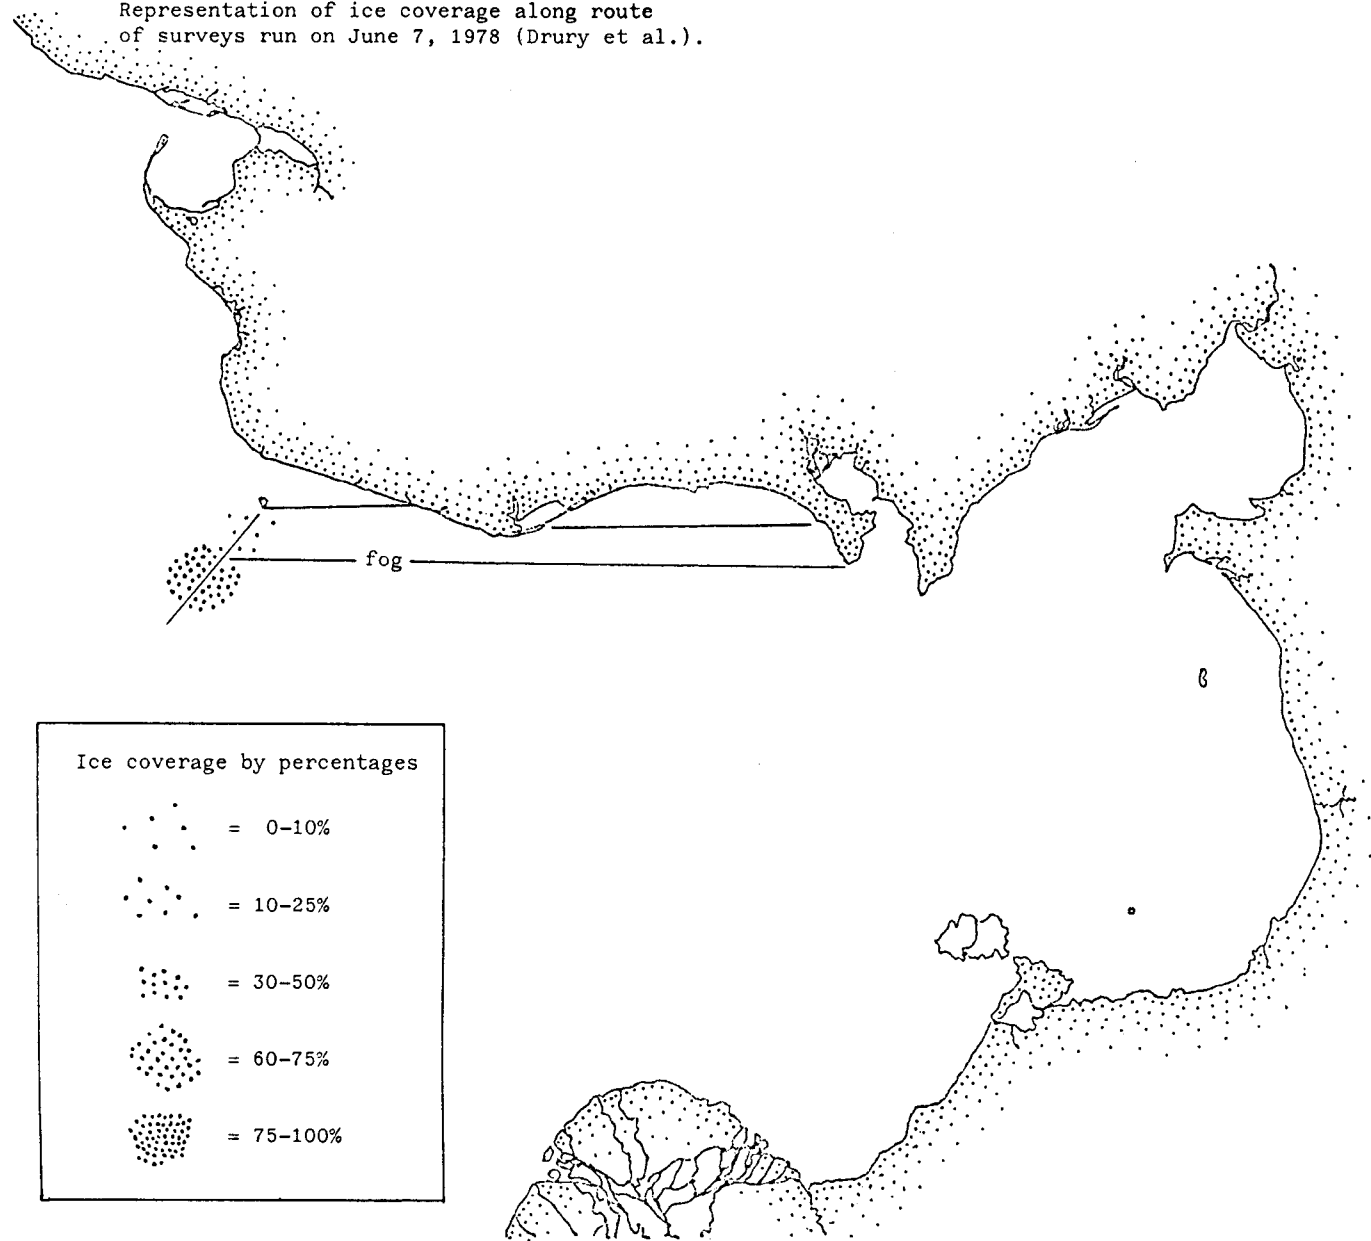 Representation of ice coverage along route
of surveys run on June 7, 1978 (Drury et al.).
fog
Ice coverage by percentages
= 0-10%
= 10-25%
= 30-50%
= 60-75%
= 75-100%